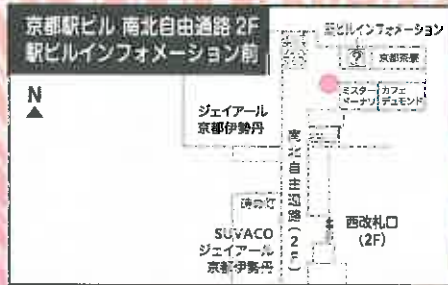 京都駅ビル 南北自由通路 2F
駅ビルインフォメーション前
駅ビルインフォメーション
?
京都茶寮
N
ミスター
ドーナツ
カフェ
デュモンド
ジェイアール
京都伊勢丹
南北自由通路(2F)
SUVACO
ジェイアール
京都伊勢丹
西改札口
(2F)